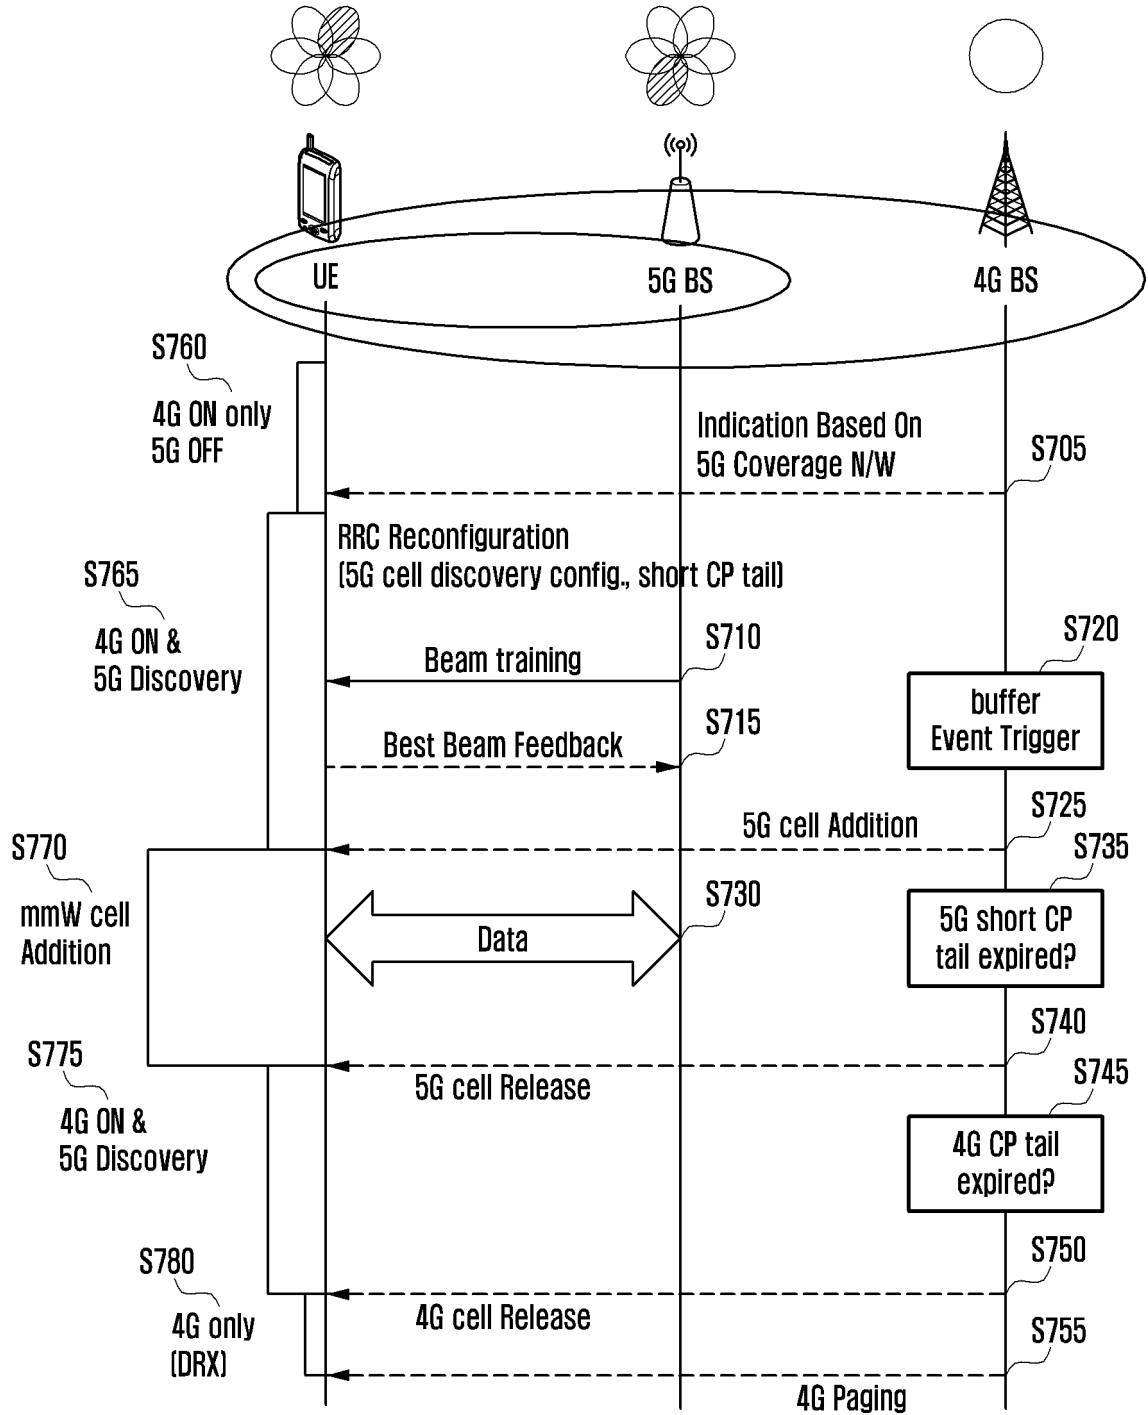 UE
5G BS
4G BS
S760
4G ON only
5G OFF
Indication Based On
5G Coverage N/W
S705
RRC Reconfiguration
(5G cell discovery config., short CP tail)
S765
4G ON &
5G Discovery
S710
Beam training
S720
buffer
Event Trigger
S715
Best Beam Feedback
S725
5G cell Addition
S770
mmW cell
Addition
S735
5G short CP
tail expired?
S730
Data
S740
5G cell Release
S775
4G ON &
5G Discovery
S745
4G CP tail
expired?
S750
4G cell Release
S780
4G only
(DRX)
S755
4G Paging